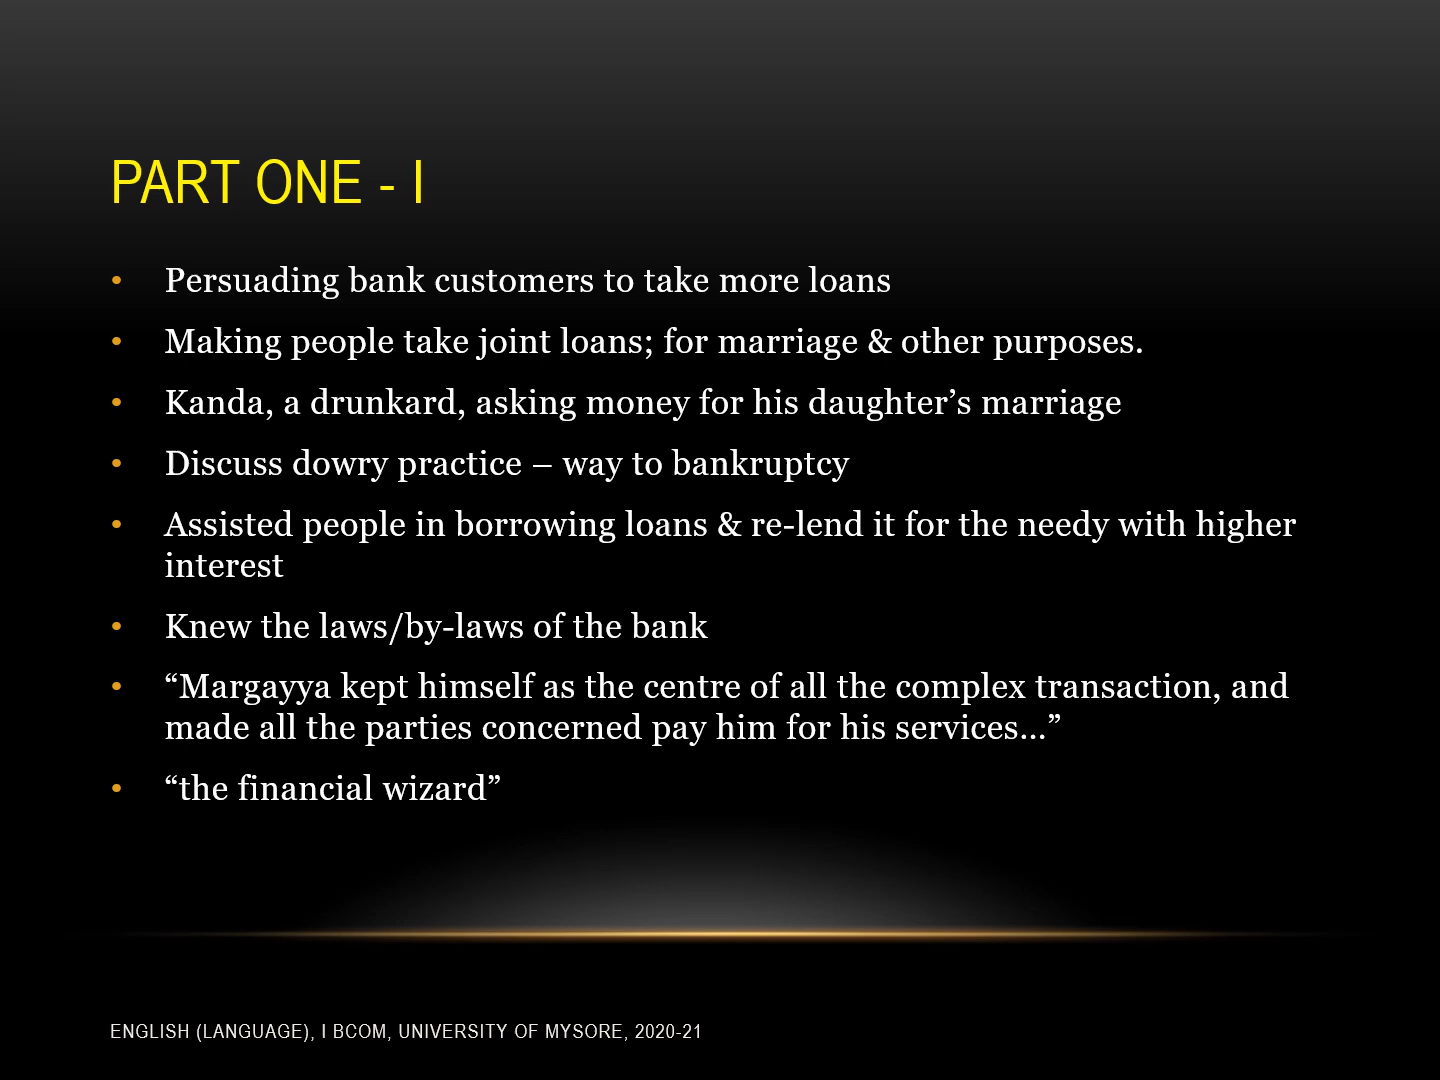 PART ONE - I
• Persuading bank customers to take more loans
• Making people take joint loans; for marriage & other purposes.
• Kanda, a drunkard, asking money for his daughter’s marriage
• Discuss dowry practice – way to bankruptcy
• Assisted people in borrowing loans & re-lend it for the needy with higher
interest
• Knew the laws/by-laws of the bank
• “Margayya kept himself as the centre of all the complex transaction, and
made all the parties concerned pay him for his services…”
• “the financial wizard”
ENGLISH (LANGUAGE), I BCOM, UNIVERSITY OF MYSORE, 2020-21